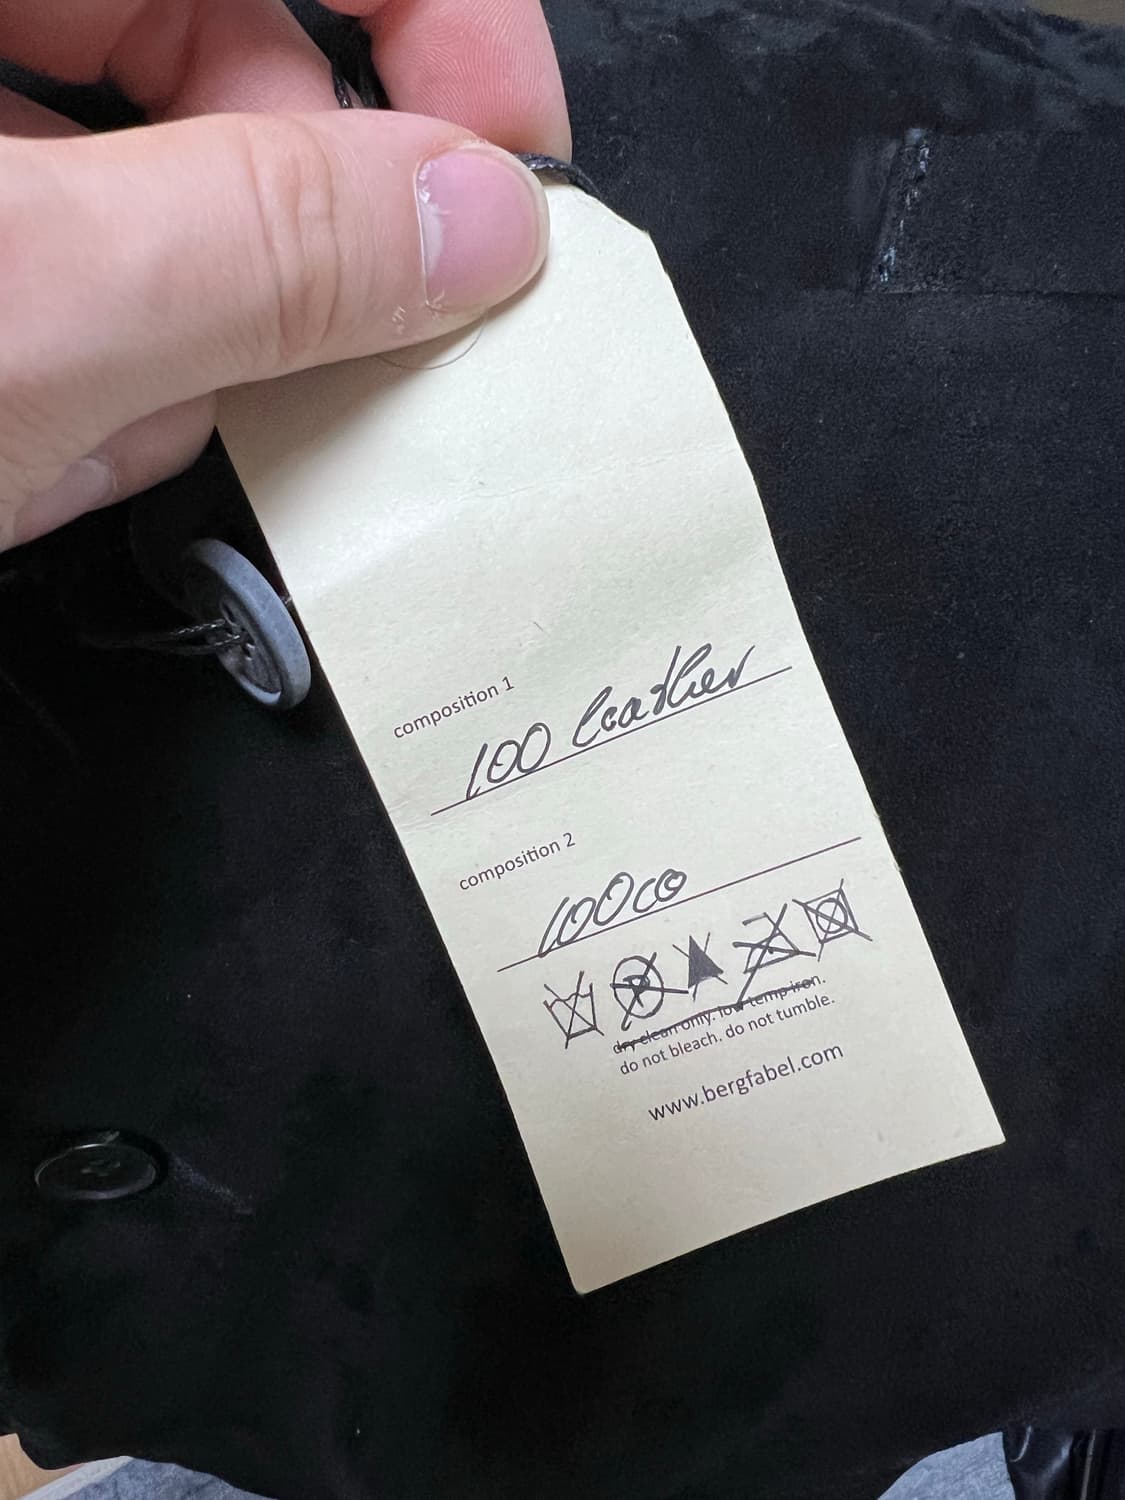 composition 1
100 leather
composition 2
100co
dry clean only. low temp iron.
do not bleach. do not tumble.
www.bergfabel.com